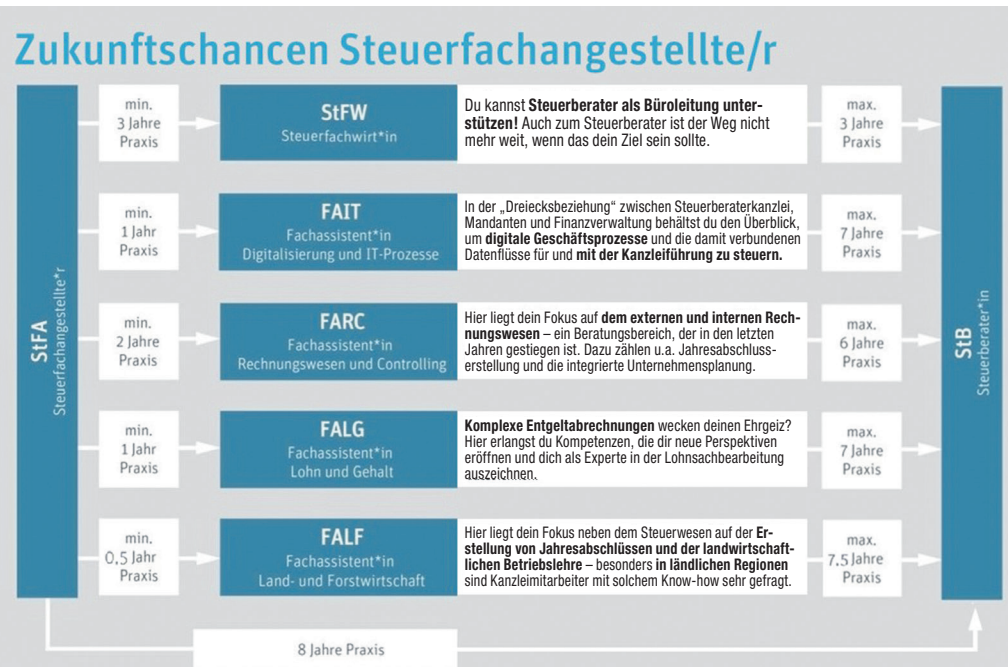 Zukunftschancen Steuerfachangestellte/r
StFA
Steuerfachangestellte*r
min.
3 Jahre
Praxis
StFW
Steuerfachwirt*in
Du kannst Steuerberater als Büroleitung unter-
stützen! Auch zum Steuerberater ist der Weg nicht
mehr weit, wenn das dein Ziel sein sollte.
max.
3 Jahre
Praxis
min.
1 Jahr
Praxis
FAIT
Fachassistent*in
Digitalisierung und IT-Prozesse
In der „Dreiecksbeziehung“ zwischen Steuerberaterkanzlei,
Mandanten und Finanzverwaltung behältst du den Überblick,
um digitale Geschäftsprozesse und die damit verbundenen
Datenflüsse für und mit der Kanzleiführung zu steuern.
max.
7 Jahre
Praxis
min.
2 Jahre
Praxis
FARC
Fachassistent*in
Rechnungswesen und Controlling
Hier liegt dein Fokus auf dem externen und internen Rech-
nungswesen – ein Beratungsbereich, der in den letzten
Jahren gestiegen ist. Dazu zählen u.a. Jahresabschluss-
erstellung und die integrierte Unternehmensplanung.
max.
6 Jahre
Praxis
min.
1 Jahr
Praxis
FALG
Fachassistent*in
Lohn und Gehalt
Komplexe Entgeltabrechnungen wecken deinen Ehrgeiz?
Hier erlangst du Kompetenzen, die dir neue Perspektiven
eröffnen und dich als Experte in der Lohnsachbearbeitung
auszeichnen.
max.
7 Jahre
Praxis
min.
0,5 Jahr
Praxis
FALF
Fachassistent*in
Land- und Forstwirtschaft
Hier liegt dein Fokus neben dem Steuerwesen auf der Er-
stellung von Jahresabschlüssen und der landwirtschaft-
lichen Betriebslehre – besonders in ländlichen Regionen
sind Kanzleimitarbeiter mit solchem Know-how sehr gefragt.
max.
7,5 Jahre
Praxis
StB
Steuerberater*in
8 Jahre Praxis